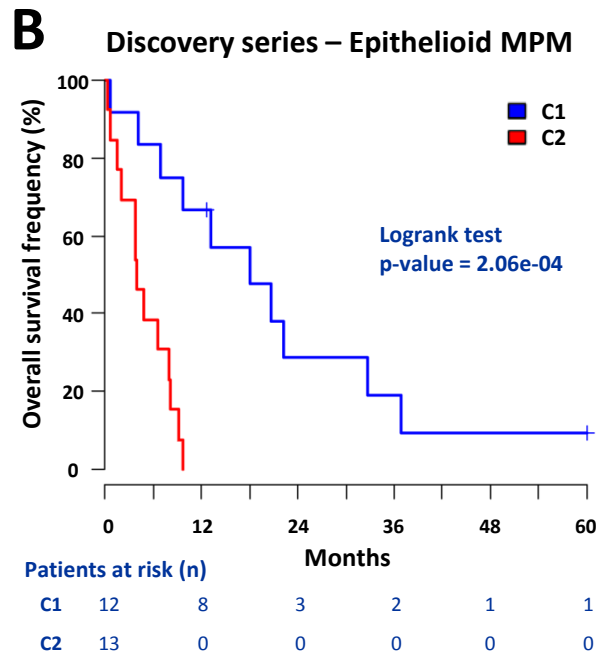 B
Discovery series – Epithelioid MPM
Overall survival frequency (%)
100
80
60
40
20
0
C1
C2
Logrank test
p-value = 2.06e-04
0 12 24 36 48 60
Months
Patients at risk (n)
C1 12 8 3 2 1 1
C2 13 0 0 0 0 0